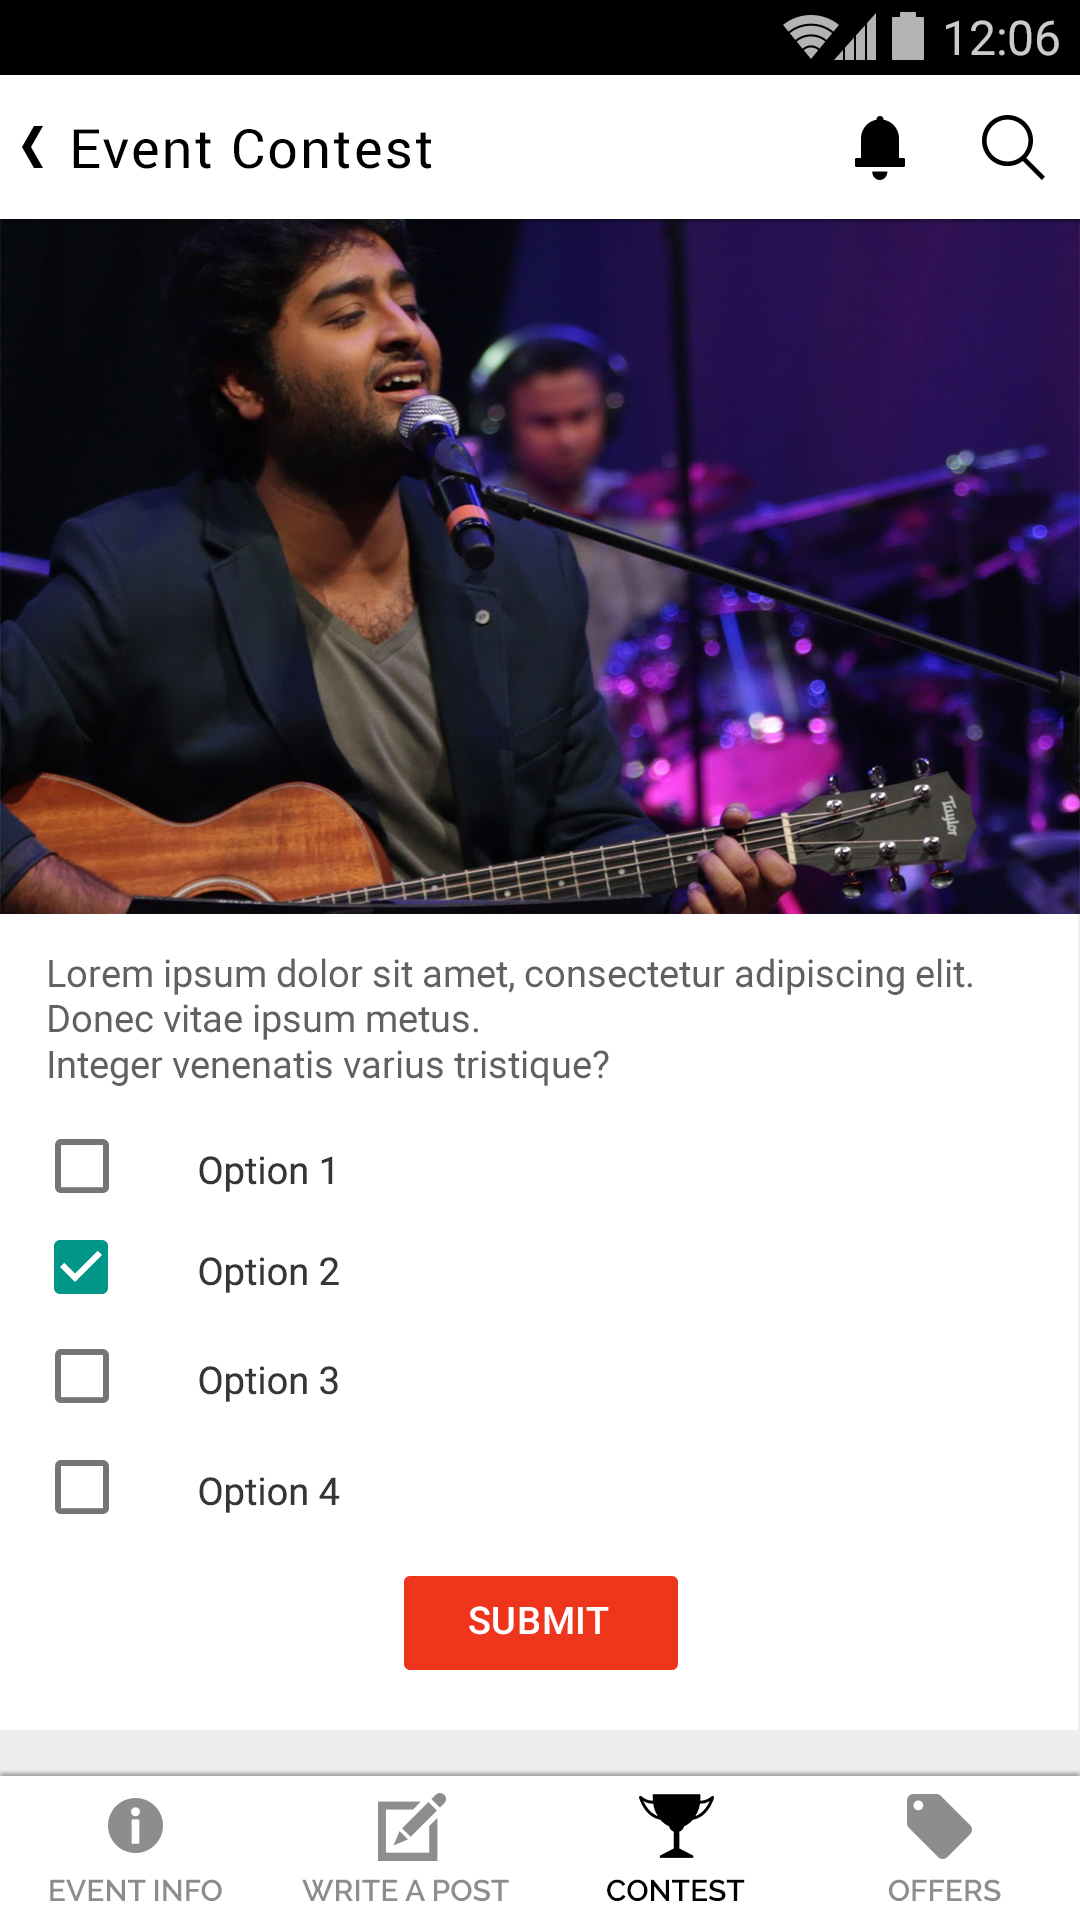 12:06
Event Contest
Taylor
Lorem ipsum dolor sit amet, consectetur adipiscing elit.
Donec vitae ipsum metus.
Integer venenatis varius tristique?
Option 1
Option 2
Option 3
Option 4
SUBMIT
EVENT INFO
WRITE A POST
CONTEST
OFFERS